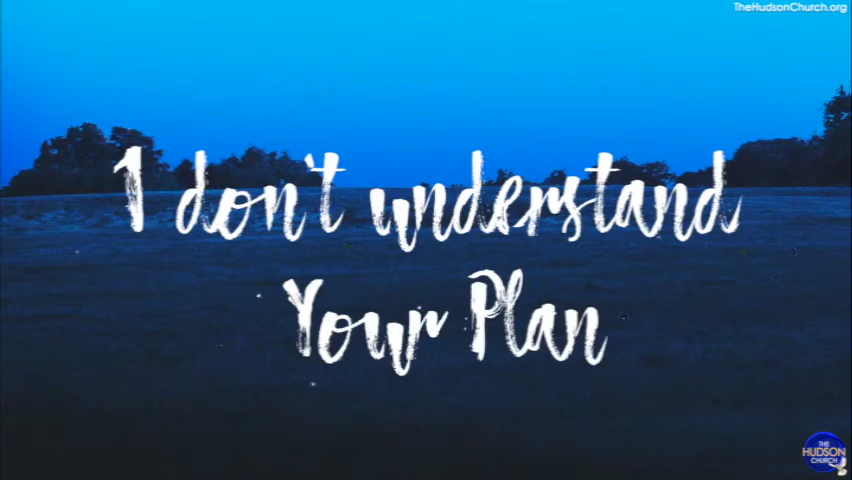 TheHudsonChurch.org
I don't understand
Your Plan
THE
HUDSON
CHURCH